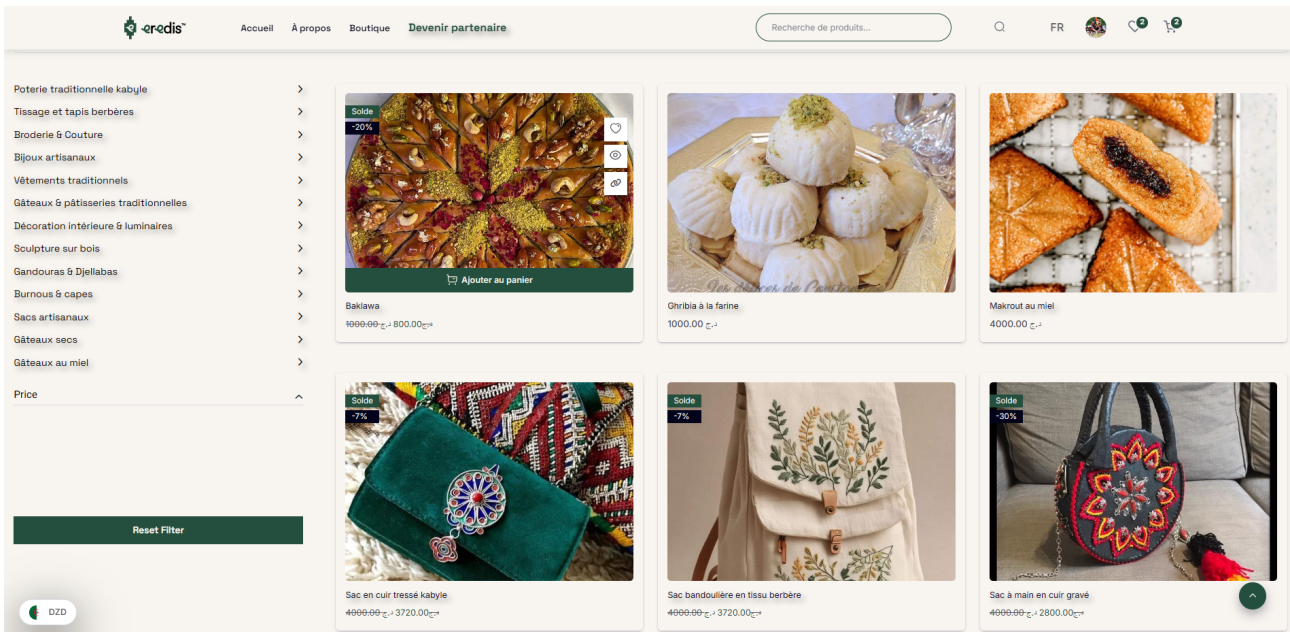 eredis™ Accueil À propos Boutique Devenir partenaire Recherche de produits... FR 2 2
Poterie traditionnelle kabyle
Tissage et tapis berbères
Broderie & Couture
Bijoux artisanaux
Vêtements traditionnels
Gâteaux & pâtisseries traditionnelles
Décoration intérieure & luminaires
Sculpture sur bois
Gandouras & Djellabas
Burnous & capes
Sacs artisanaux
Gâteaux secs
Gâteaux au miel
Price
Reset Filter
DZD
Solde
-20%
Ajouter au panier
Baklawa
1000.00 د.ج 800.00د.ج
Ghribia à la farine
1000.00 د.ج
Makrout au miel
4000.00 د.ج
Solde
-7%
Sac en cuir tressé kabyle
4000.00 د.ج 3720.00د.ج
Solde
-7%
Sac bandoulière en tissu berbère
4000.00 د.ج 3720.00د.ج
Solde
-30%
Sac à main en cuir gravé
4000.00 د.ج 2800.00د.ج